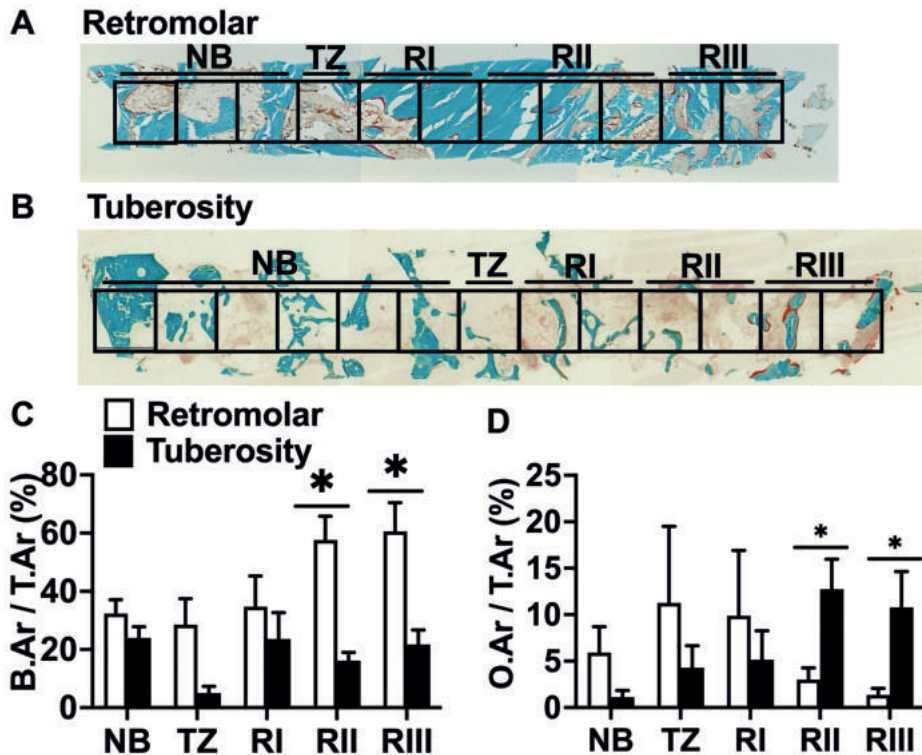 A Retromolar
NB TZ RI RII RIII
B Tuberosity
NB TZ RI RII RIII
C Retromolar
Tuberosity
B.Ar / T.Ar (%)
80
60
40
20
0
* *
NB TZ RI RII RIII
D
O.Ar / T.Ar (%)
25
20
15
10
5
0
* *
NB TZ RI RII RIII